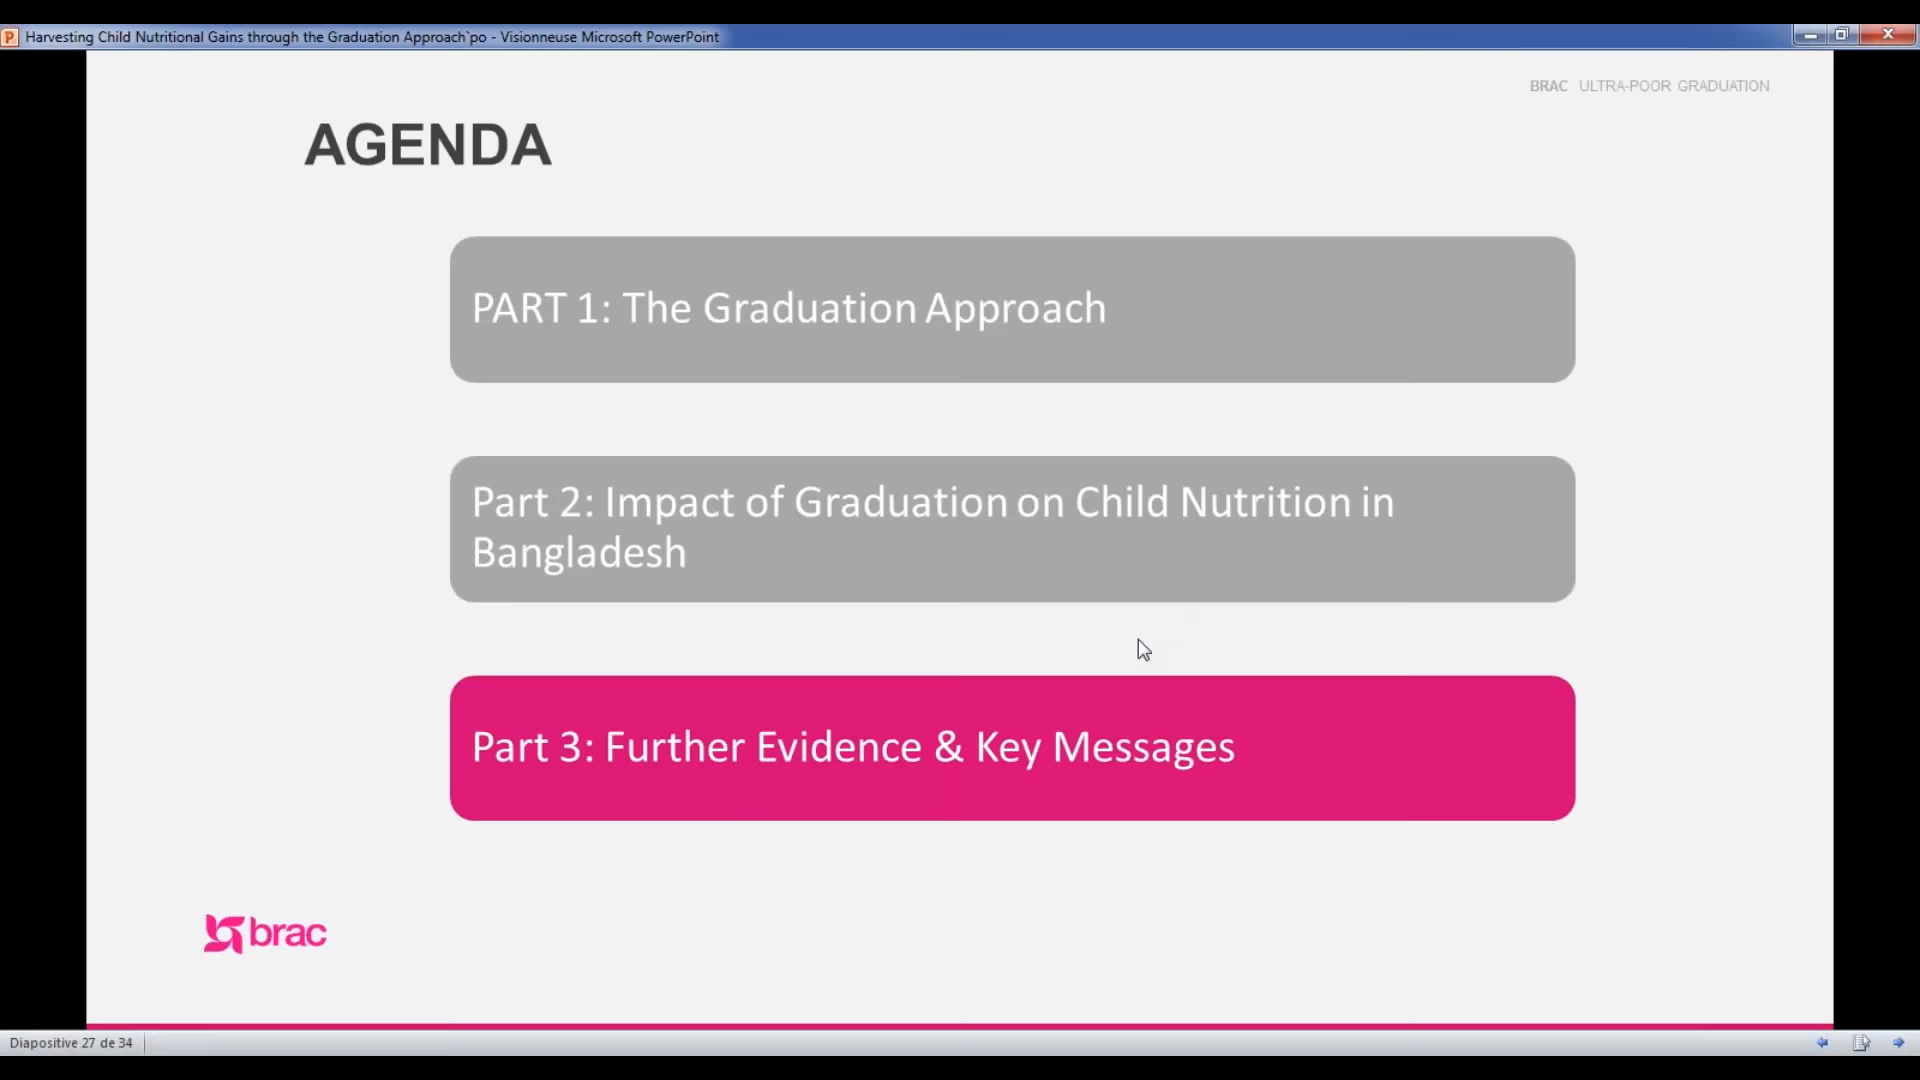 Harvesting Child Nutritional Gains through the Graduation Approach`po - Visionneuse Microsoft PowerPoint
BRAC ULTRA-POOR GRADUATION
AGENDA
PART 1: The Graduation Approach
Part 2: Impact of Graduation on Child Nutrition in
Bangladesh
Part 3: Further Evidence & Key Messages
brac
Diapositive 27 de 34